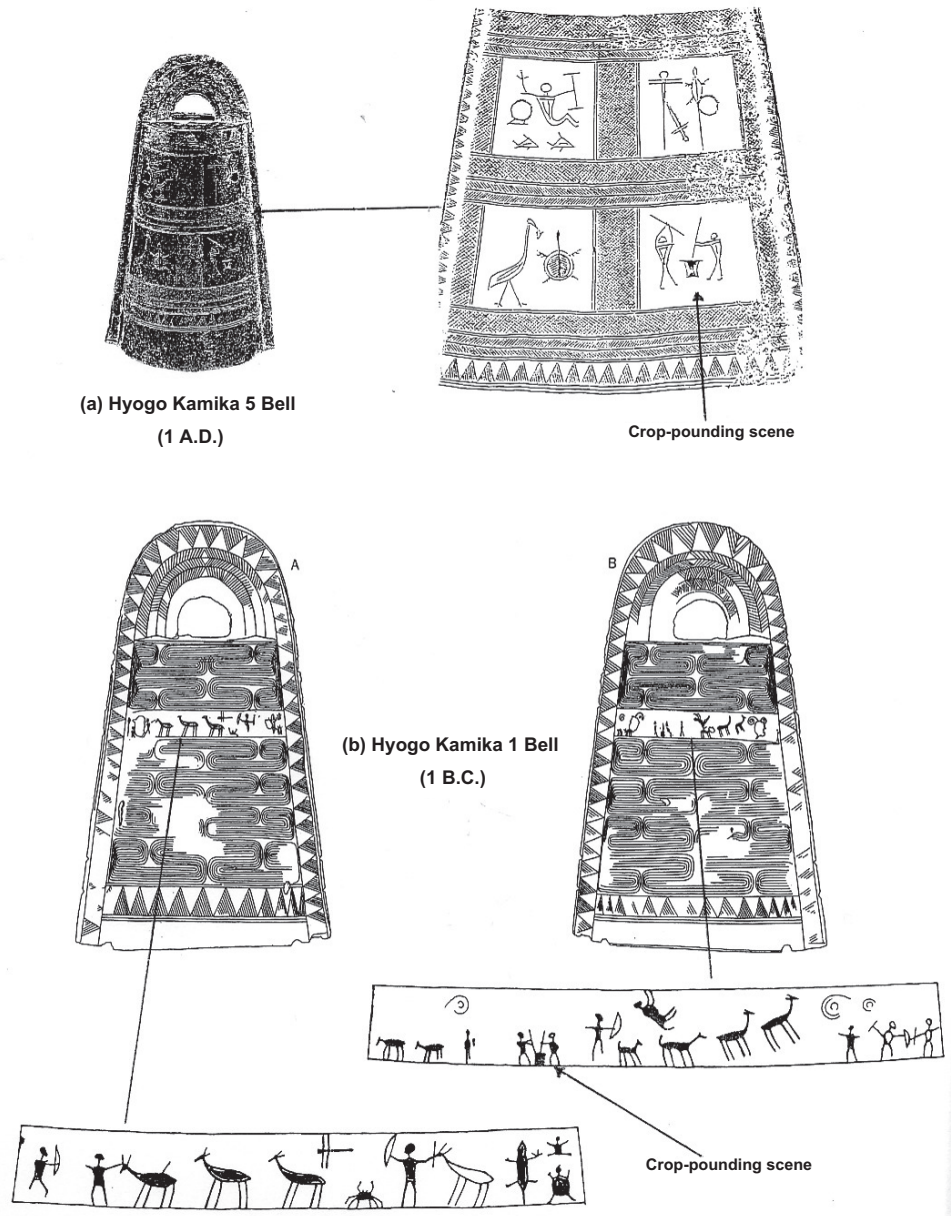 (a) Hyogo Kamika 5 Bell
(1 A.D.)
Crop-pounding scene
A
B
(b) Hyogo Kamika 1 Bell
(1 B.C.)
Crop-pounding scene